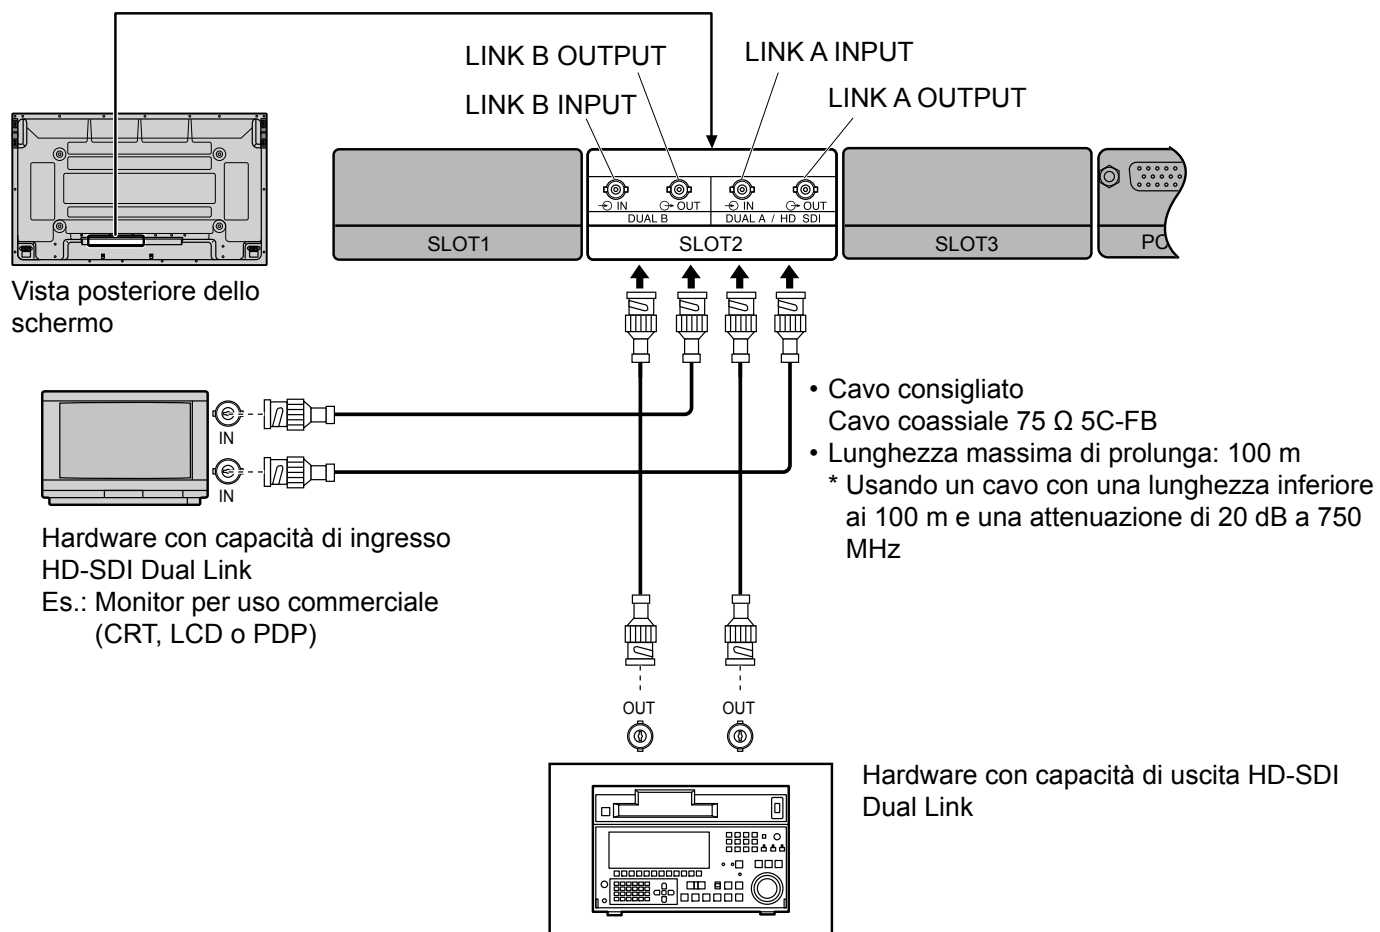 LINK B OUTPUT
LINK A INPUT
LINK B INPUT
LINK A OUTPUT
IN
OUT
IN
OUT
DUAL B
DUAL A / HD SDI
SLOT1
SLOT2
SLOT3
PC
Vista posteriore dello
schermo
IN
IN
Hardware con capacità di ingresso
HD-SDI Dual Link
Es.: Monitor per uso commerciale
(CRT, LCD o PDP)
• Cavo consigliato
Cavo coassiale 75 Ω 5C-FB
• Lunghezza massima di prolunga: 100 m
* Usando un cavo con una lunghezza inferiore
ai 100 m e una attenuazione di 20 dB a 750
MHz
OUT
OUT
Hardware con capacità di uscita HD-SDI
Dual Link